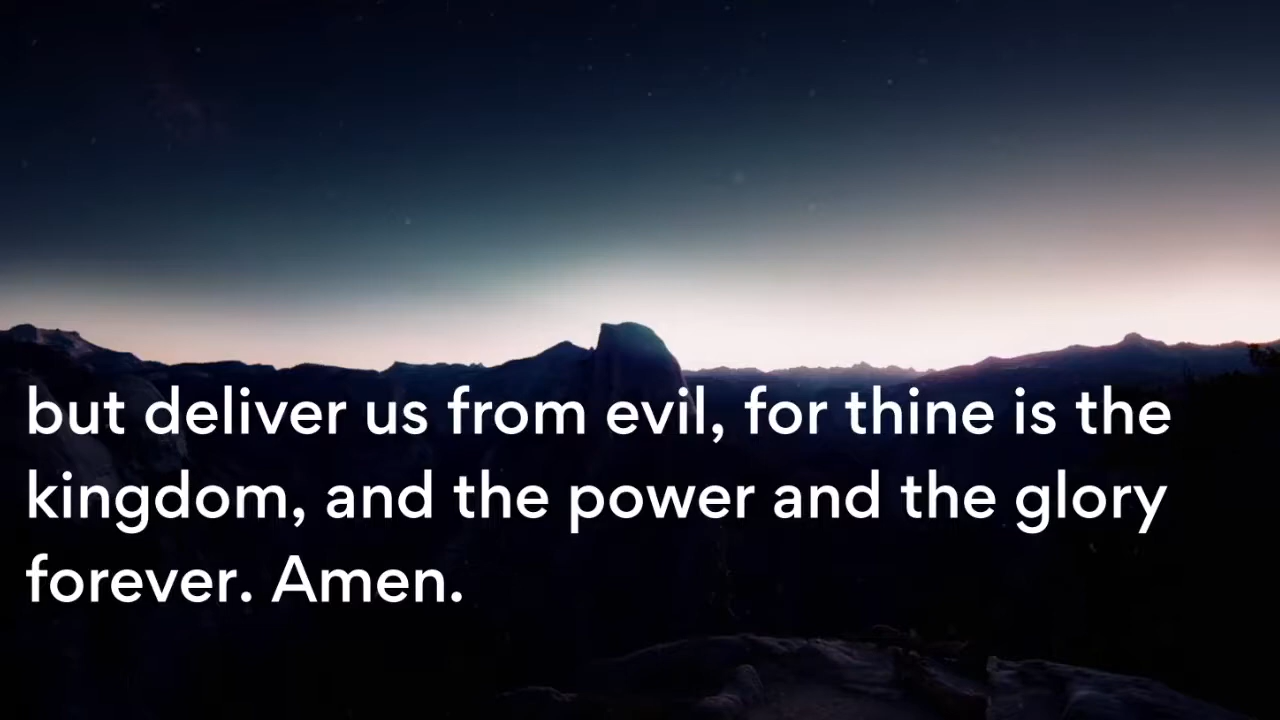 but deliver us from evil, for thine is the
kingdom, and the power and the glory
forever. Amen.